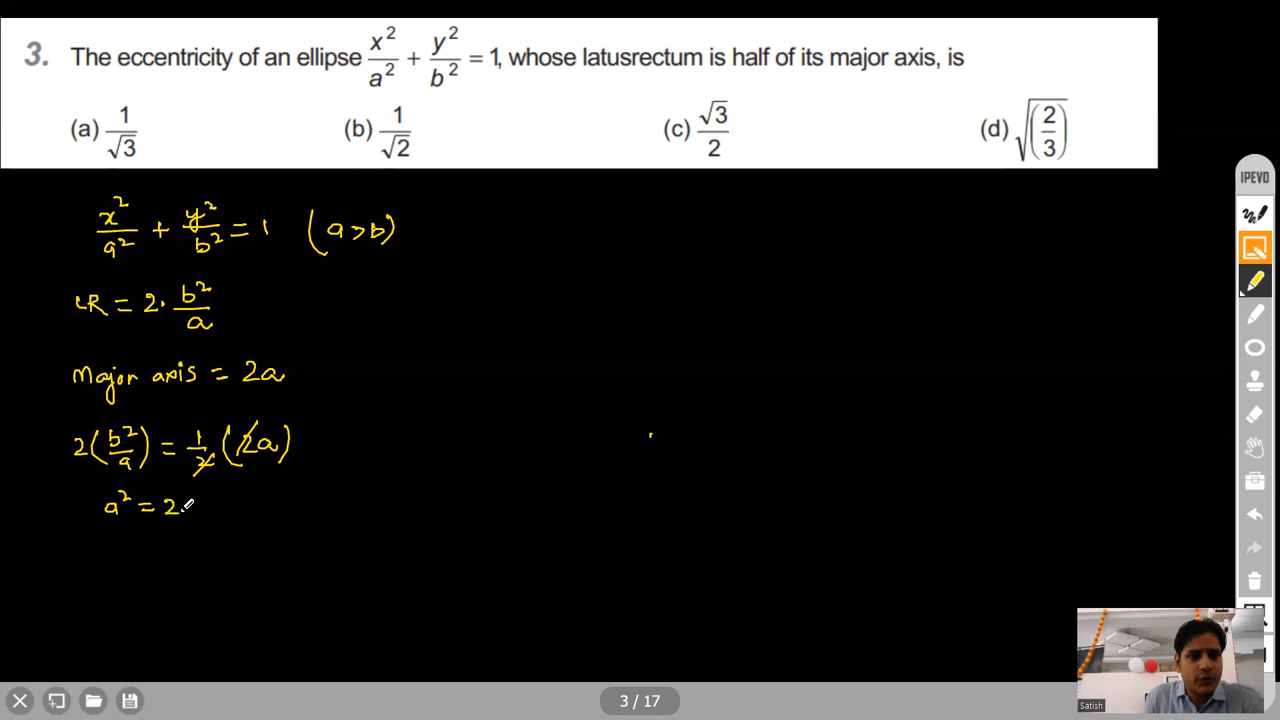 3. The eccentricity of an ellipse x²/a² + y²/b² = 1, whose latusrectum is half of its major axis, is
(a) 1/√3 (b) 1/√2 (c) √3/2 (d) √(2/3)
x²/a² + y²/b² = 1 (a > b)
LR = 2 · b²/a
Major axis = 2a
2(b²/a) = 1/2 (2a)
a² = 2
IPEVO
Satish
3 / 17